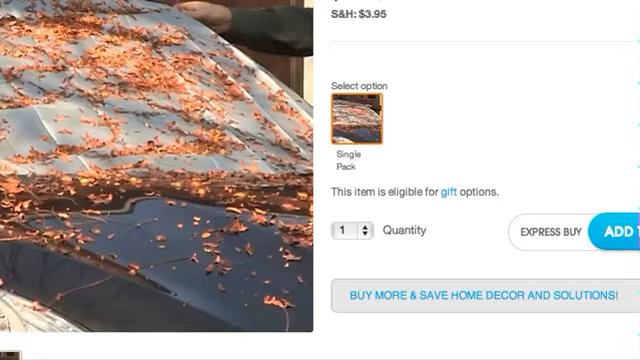 S&H: $3.95
Select option
Single
Pack
This item is eligible for gift options.
1 Quantity
EXPRESS BUY
ADD
BUY MORE & SAVE HOME DECOR AND SOLUTIONS!